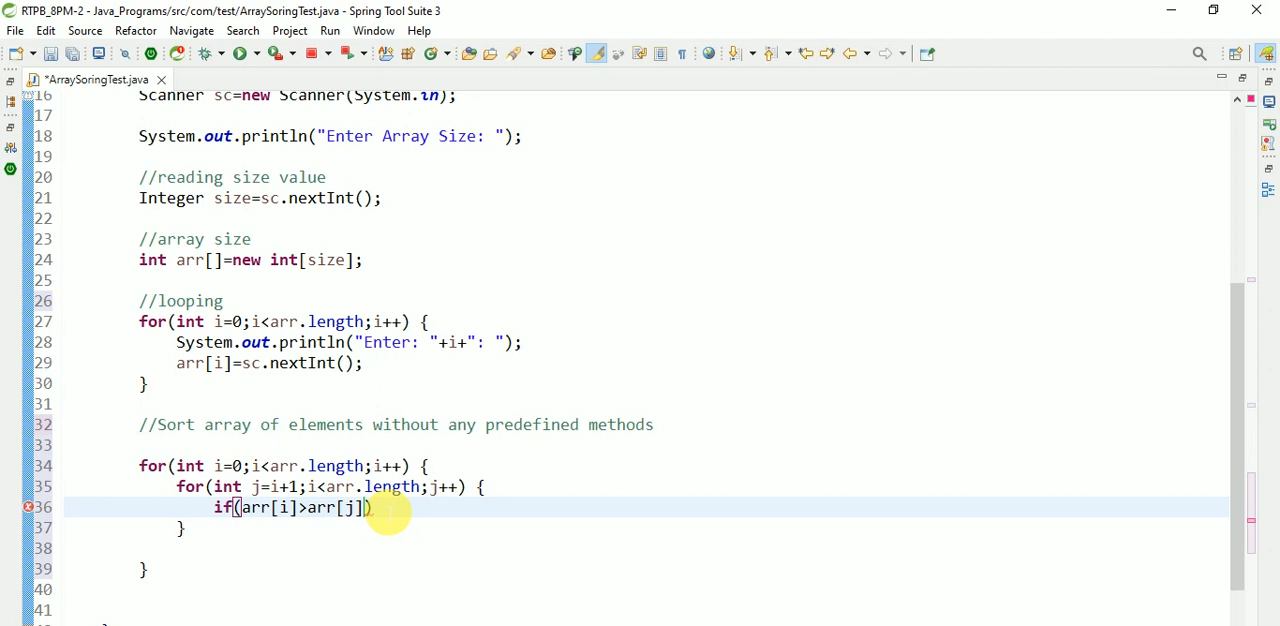 RTPB_8PM-2 - Java_Programs/src/com/test/ArraySoringTest.java - Spring Tool Suite 3
File Edit Source Refactor Navigate Search Project Run Window Help
*ArraySoringTest.java
16 Scanner sc=new Scanner(System.in);
17
18 System.out.println("Enter Array Size: ");
19
20 //reading size value
21 Integer size=sc.nextInt();
22
23 //array size
24 int arr[]=new int[size];
25
26 //looping
27 for(int i=0;i<arr.length;i++) {
28 System.out.println("Enter: "+i+": ");
29 arr[i]=sc.nextInt();
30 }
31
32 //Sort array of elements without any predefined methods
33
34 for(int i=0;i<arr.length;i++) {
35 for(int j=i+1;i<arr.length;j++) {
36 if(arr[i]>arr[j])
37 }
38
39 }
40
41
}